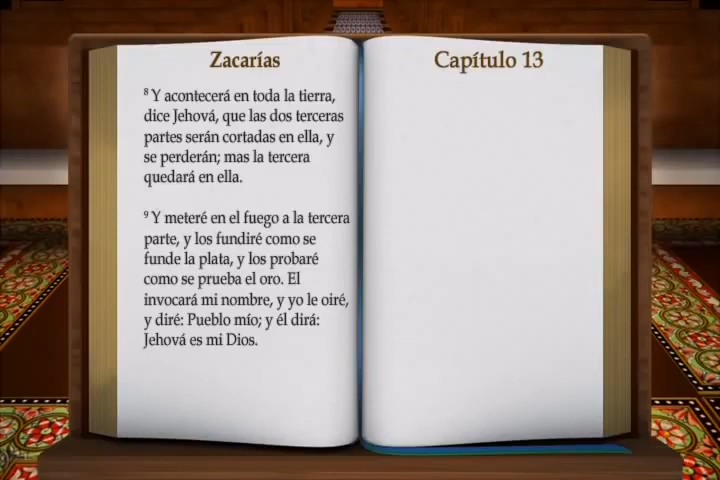 Zacarías
Capítulo 13
⁸ Y acontecerá en toda la tierra,
dice Jehová, que las dos terceras
partes serán cortadas en ella, y
se perderán; mas la tercera
quedará en ella.
⁹ Y meteré en el fuego a la tercera
parte, y los fundiré como se
funde la plata, y los probaré
como se prueba el oro. El
invocará mi nombre, y yo le oiré,
y diré: Pueblo mío; y él dirá:
Jehová es mi Dios.